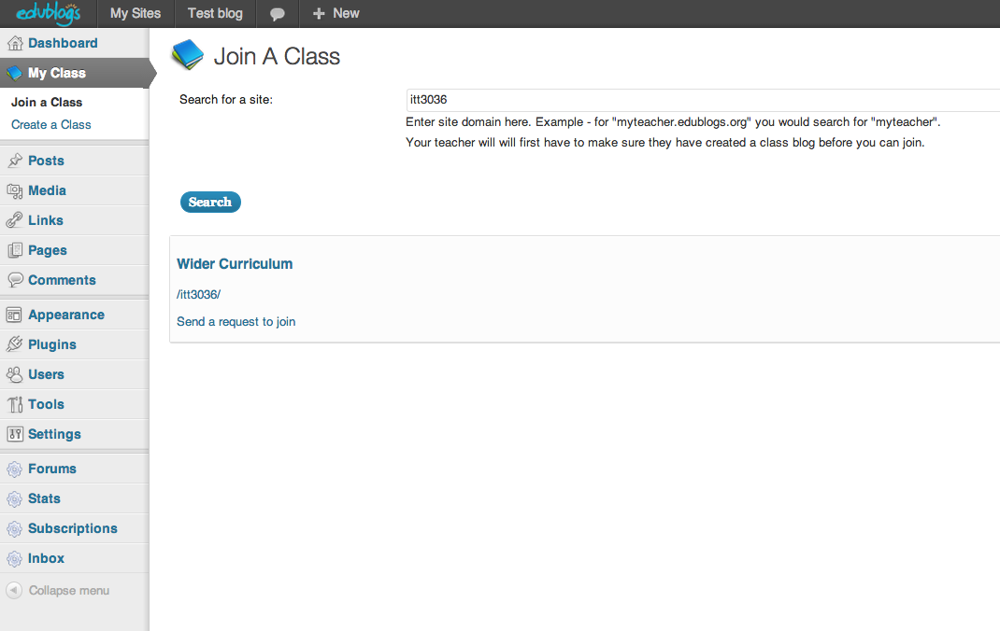 edublogs My Sites Test blog New
Dashboard
My Class
Join a Class
Create a Class
Posts
Media
Links
Pages
Comments
Appearance
Plugins
Users
Tools
Settings
Forums
Stats
Subscriptions
Inbox
Collapse menu
Join A Class
Search for a site: itt3036
Enter site domain here. Example - for "myteacher.edublogs.org" you would search for "myteacher".
Your teacher will will first have to make sure they have created a class blog before you can join.
Search
Wider Curriculum
/itt3036/
Send a request to join